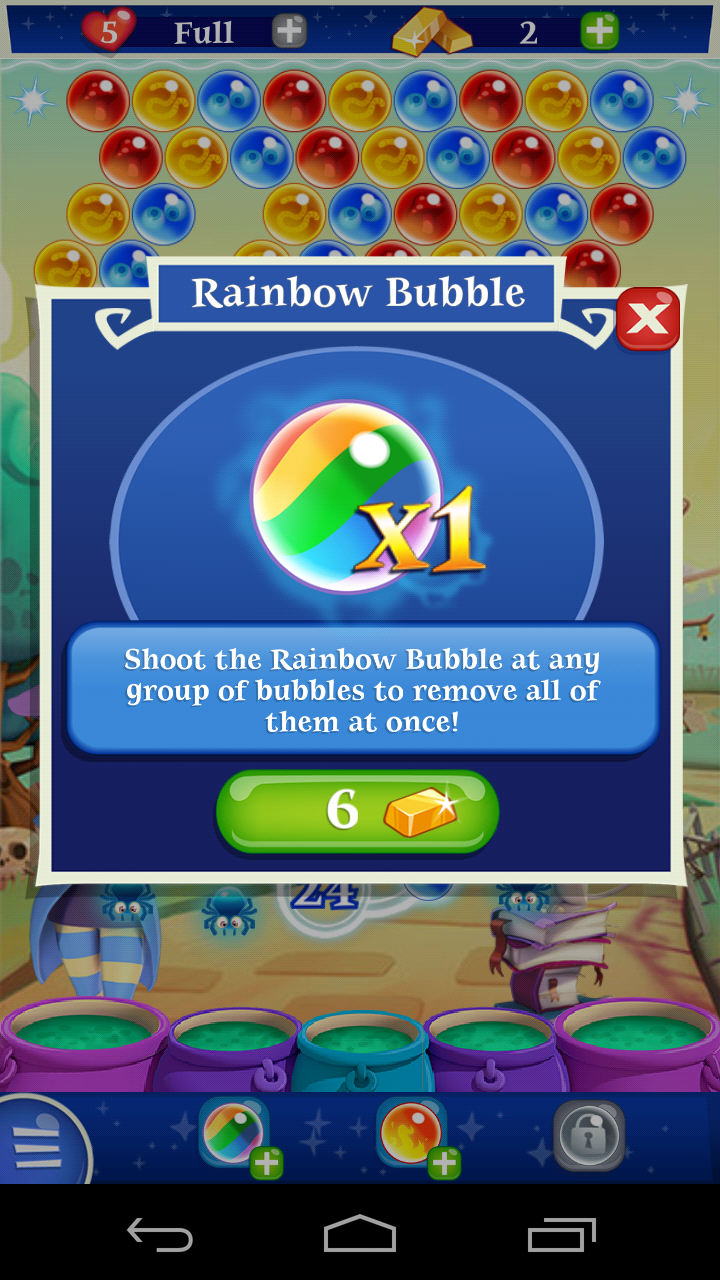 5 Full 2
Rainbow Bubble
x1
Shoot the Rainbow Bubble at any
group of bubbles to remove all of
them at once!
6
24